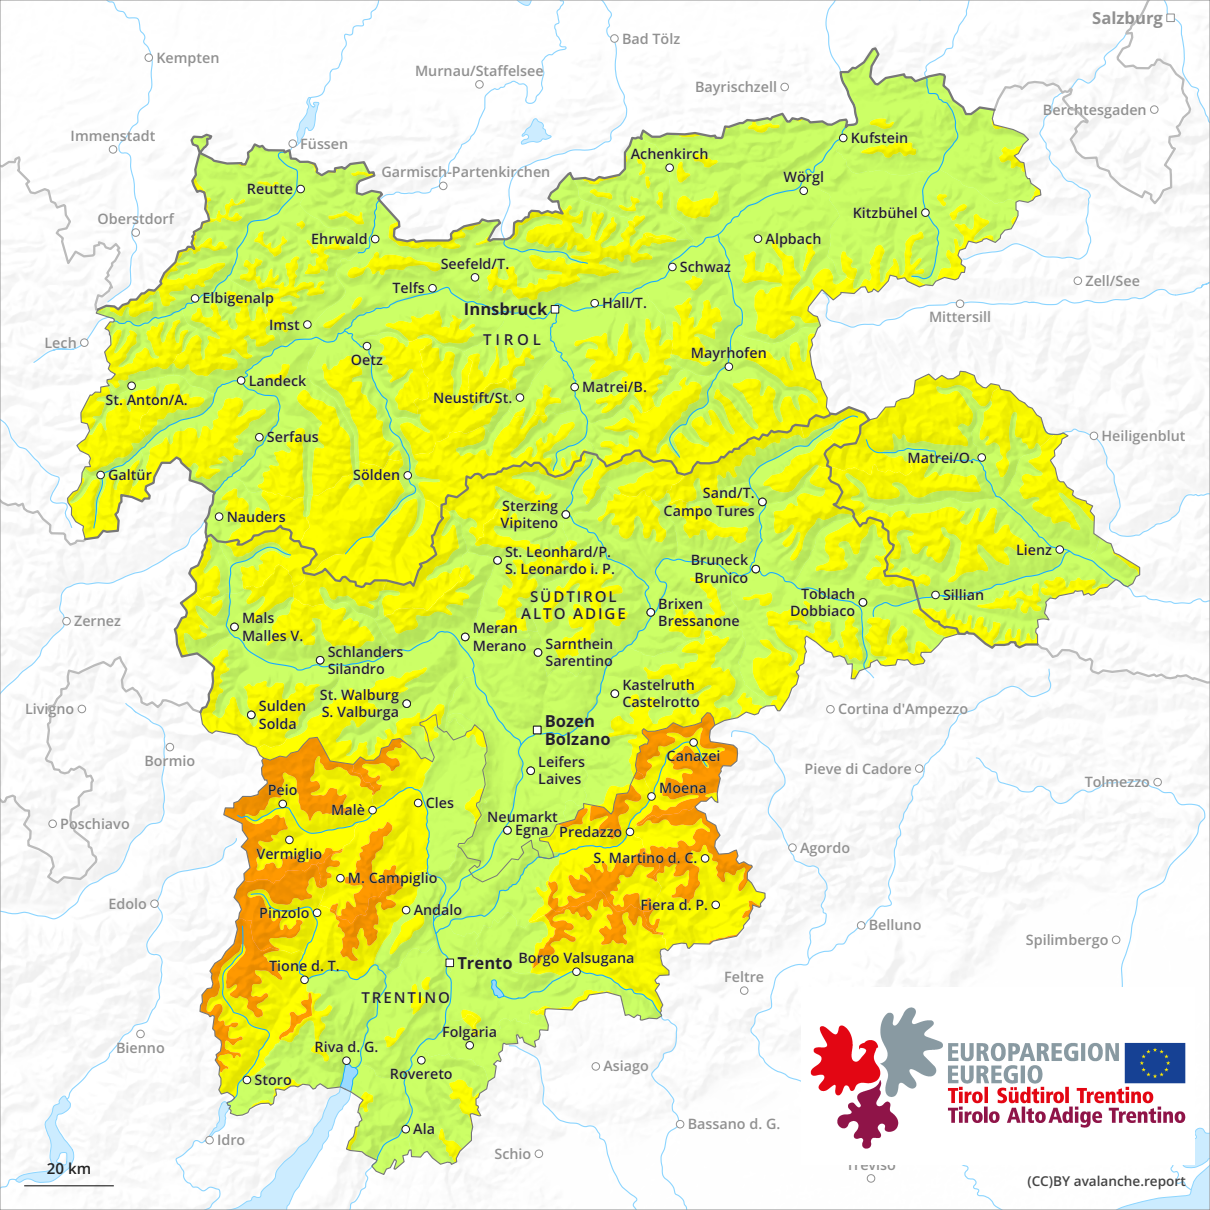 Salzburg
Bad Tölz
Kempten
Murnau/Staffelsee
Bayrischzell
Berchtesgaden
Immenstadt
Füssen
Kufstein
Achenkirch
Garmisch-Partenkirchen
Wörgl
Reutte
Oberstdorf
Kitzbühel
Ehrwald
Alpbach
Seefeld/T.
Schwaz
Zell/See
Telfs
Elbigenalp
Innsbruck
Hall/T.
Mittersill
Imst
TIROL
Lech
Oetz
Mayrhofen
Landeck
Matrei/B.
St. Anton/A.
Neustift/St.
Serfaus
Heiligenblut
Matrei/O.
Galtür
Sölden
Sand/T.
Campo Tures
Sterzing
Vipiteno
Nauders
Lienz
St. Leonhard/P.
S. Leonardo i. P.
Bruneck
Brunico
SÜDTIROL
ALTO ADIGE
Toblach
Dobbiaco
Sillian
Brixen
Bressanone
Zernez
Mals
Malles V.
Meran
Merano
Sarnthein
Sarentino
Schlanders
Silandro
Kastelruth
Castelrotto
St. Walburg
S. Valburga
Livigno
Sulden
Solda
Cortina d'Ampezzo
Bozen
Bolzano
Bormio
Canazei
Leifers
Laives
Pieve di Cadore
Tolmezzo
Peio
Moena
Malè
Cles
Neumarkt
Egna
Poschiavo
Predazzo
Vermiglio
S. Martino d. C.
Agordo
M. Campiglio
Edolo
Pinzolo
Andalo
Fiera d. P.
Belluno
Spilimbergo
Trento
Borgo Valsugana
Tione d. T.
Feltre
TRENTINO
Folgaria
Bienno
Riva d. G.
Rovereto
Asiago
Storo
EUROPAREGION
EUREGIO
Tirol Südtirol Trentino
Tirolo Alto Adige Trentino
Ala
Bassano d. G.
Idro
Schio
Treviso
20 km
(CC)BY avalanche.report